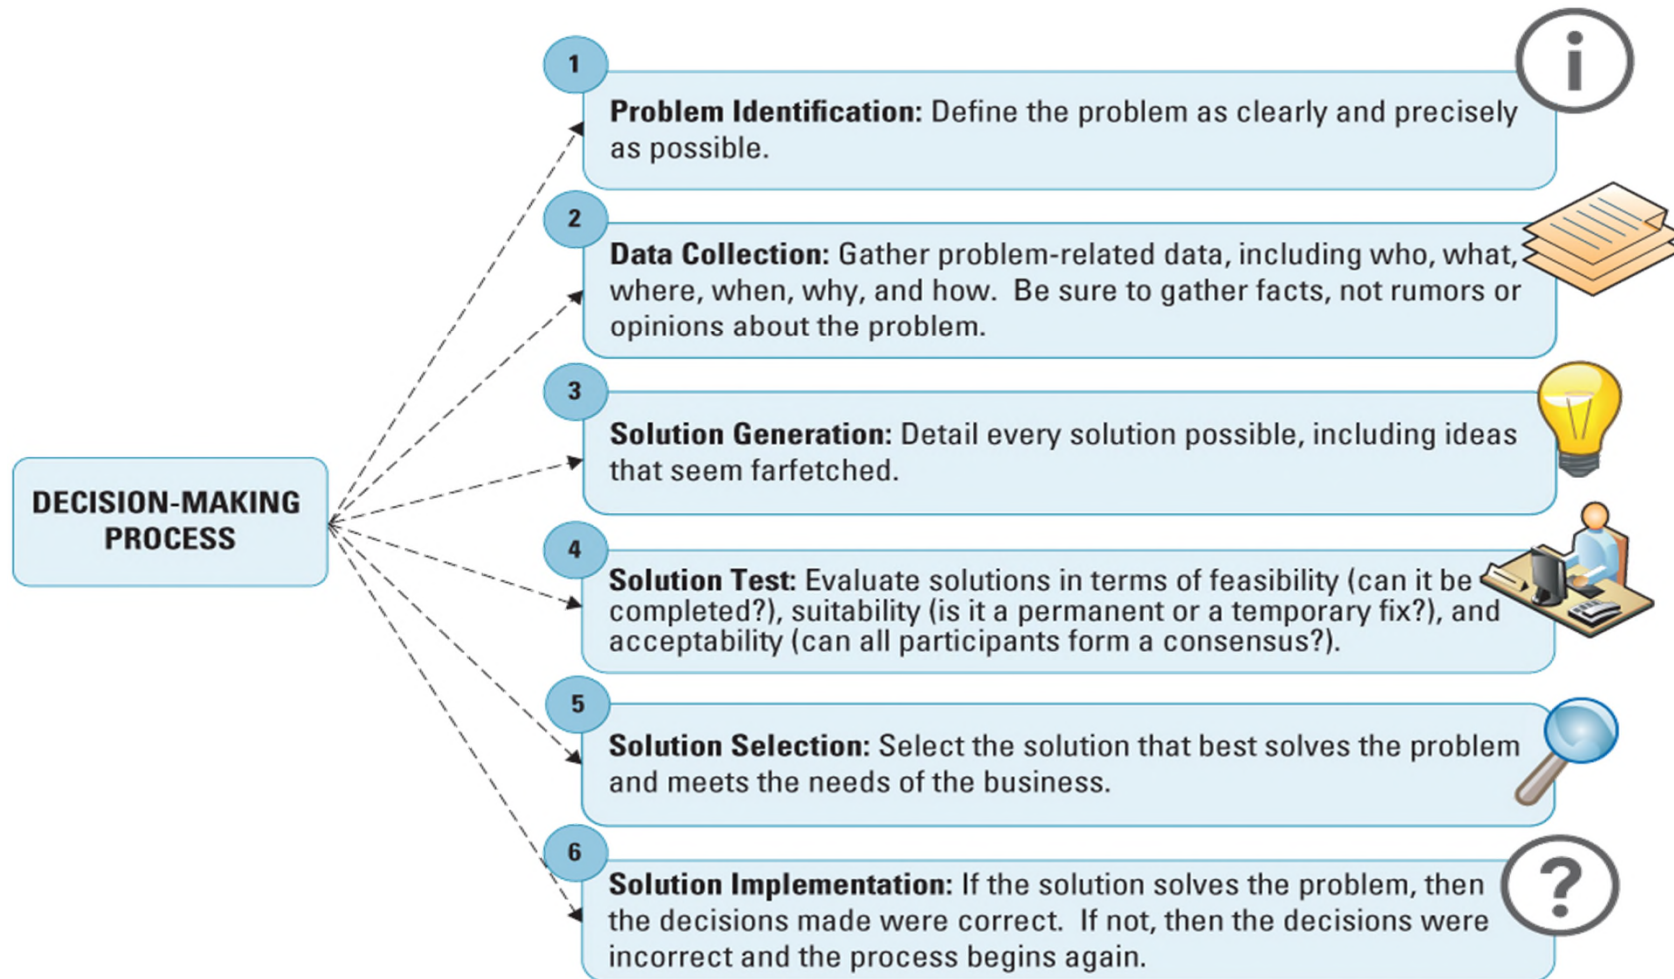 DECISION-MAKING
PROCESS
1
Problem Identification: Define the problem as clearly and precisely
as possible.
2
Data Collection: Gather problem-related data, including who, what,
where, when, why, and how. Be sure to gather facts, not rumors or
opinions about the problem.
3
Solution Generation: Detail every solution possible, including ideas
that seem farfetched.
4
Solution Test: Evaluate solutions in terms of feasibility (can it be
completed?), suitability (is it a permanent or a temporary fix?), and
acceptability (can all participants form a consensus?).
5
Solution Selection: Select the solution that best solves the problem
and meets the needs of the business.
6
Solution Implementation: If the solution solves the problem, then
the decisions made were correct. If not, then the decisions were
incorrect and the process begins again.
i
?